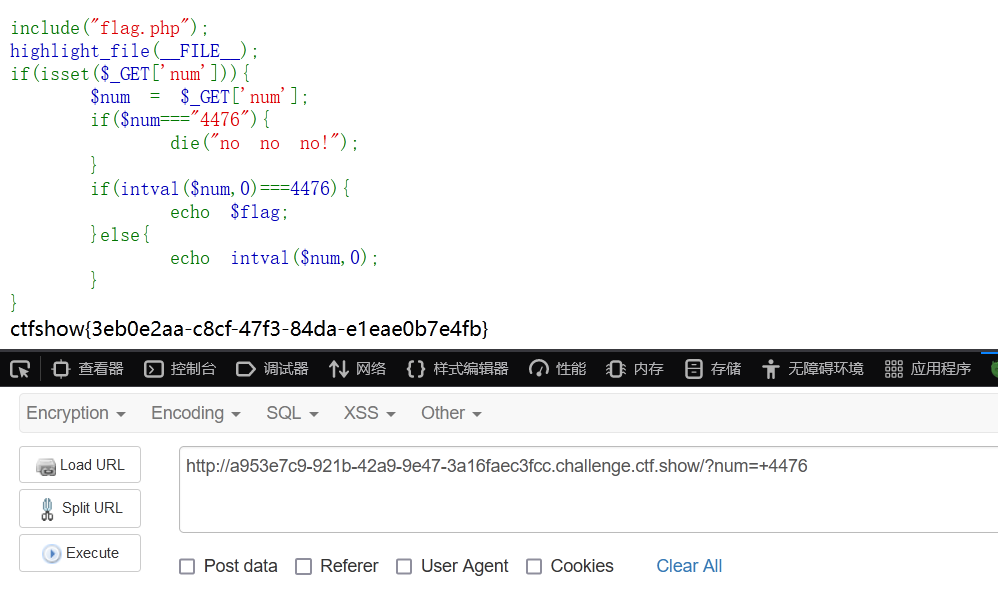 include("flag.php");
highlight_file(__FILE__);
if(isset($_GET['num'])){
$num = $_GET['num'];
if($num==="4476"){
die("no no no!");
}
if(intval($num,0)===4476){
echo $flag;
}else{
echo intval($num,0);
}
}
ctfshow{3eb0e2aa-c8cf-47f3-84da-e1eae0b7e4fb}
查看器 控制台 调试器 网络 样式编辑器 性能 内存 存储 无障碍环境 应用程序
Encryption Encoding SQL XSS Other
Load URL
http://a953e7c9-921b-42a9-9e47-3a16faec3fcc.challenge.ctf.show/?num=+4476
Split URL
Execute
Post data Referer User Agent Cookies Clear All